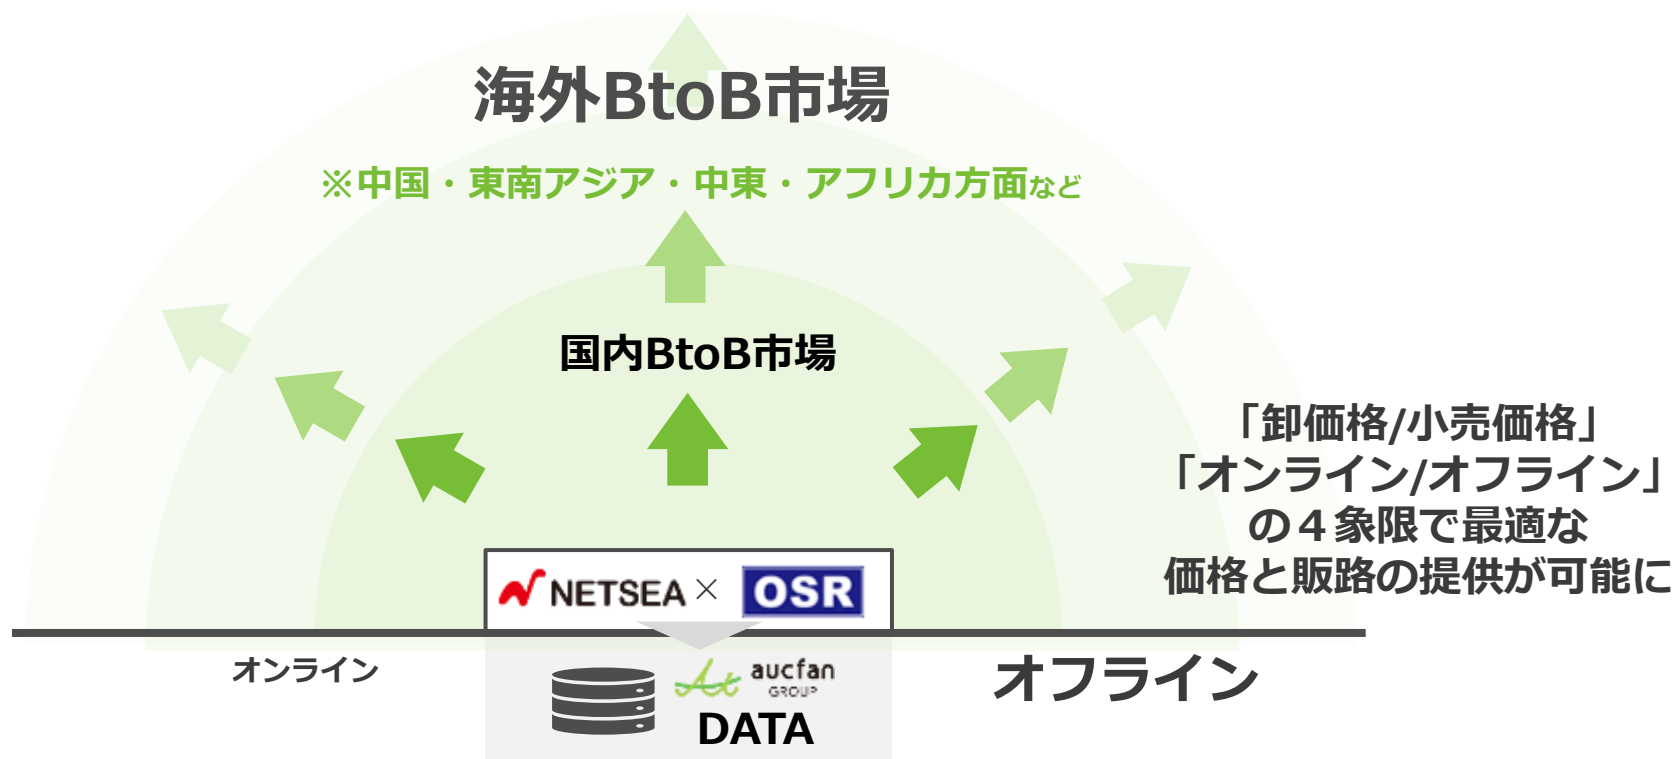 海外BtoB市場
※中国・東南アジア・中東・アフリカ方面など
国内BtoB市場
「卸価格/小売価格」
「オンライン/オフライン」
の４象限で最適な
価格と販路の提供が可能に
NETSEA × OSR
オンライン
aucfan
GROUP
DATA
オフライン